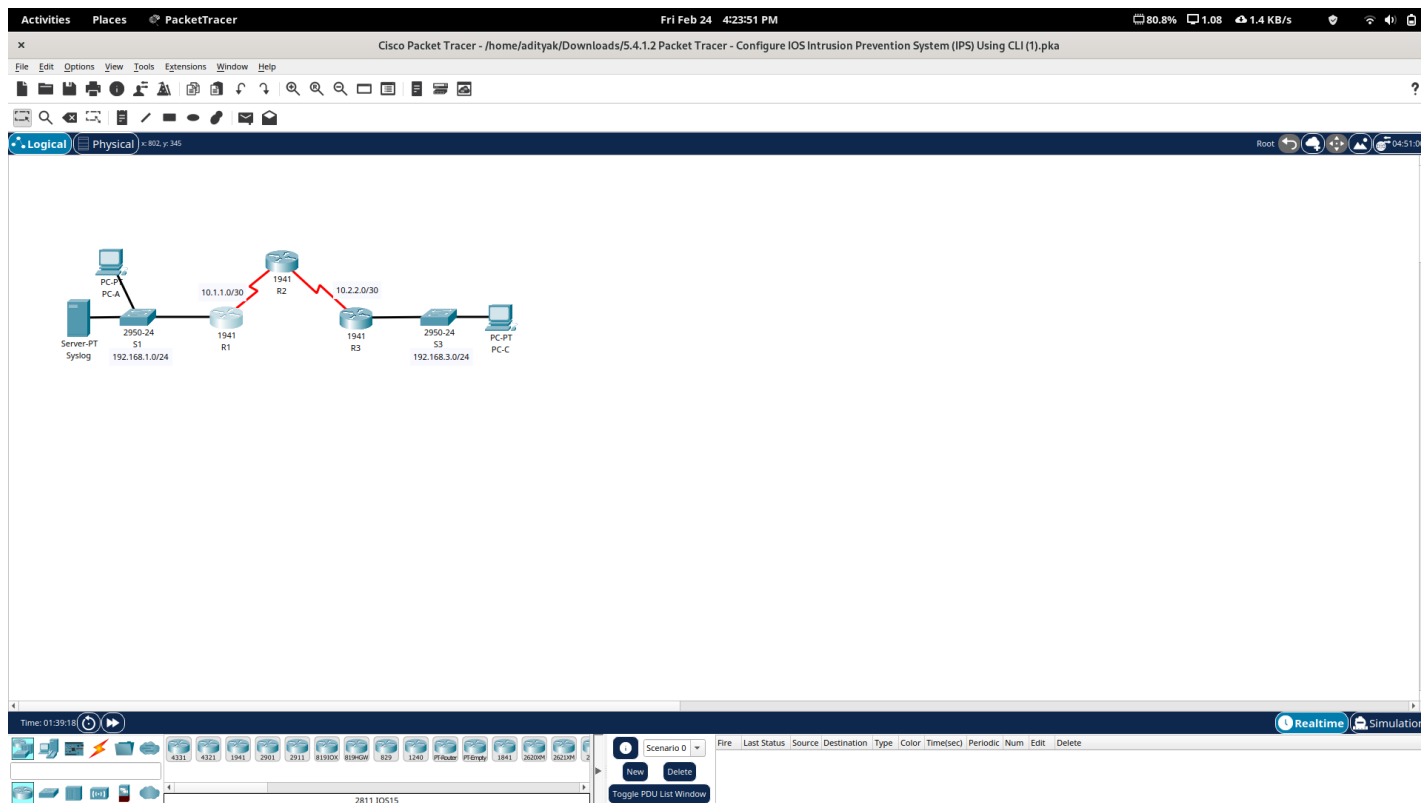 Activities Places PacketTracer Fri Feb 24 4:23:51 PM 80.8% 1.08 1.4 KB/s
× Cisco Packet Tracer - /home/adityak/Downloads/5.4.1.2 Packet Tracer - Configure IOS Intrusion Prevention System (IPS) Using CLI (1).pka
File Edit Options View Tools Extensions Window Help
?
Logical Physical x: 802, y: 345 Root 04:51:0
PC-PT
PC-A
1941
R2
10.1.1.0/30
10.2.2.0/30
Server-PT
Syslog
2950-24
S1
192.168.1.0/24
1941
R1
1941
R3
2950-24
S3
192.168.3.0/24
PC-PT
PC-C
Time: 01:39:18 Realtime Simulation
4331 4321 1941 2901 2911 819IOX 819HGW 829 1240 PT-Router PT-Empty 1841 2620XM 2621XM 2
2811 IOS15
Scenario 0
New Delete
Toggle PDU List Window
Fire Last Status Source Destination Type Color Time(sec) Periodic Num Edit Delete